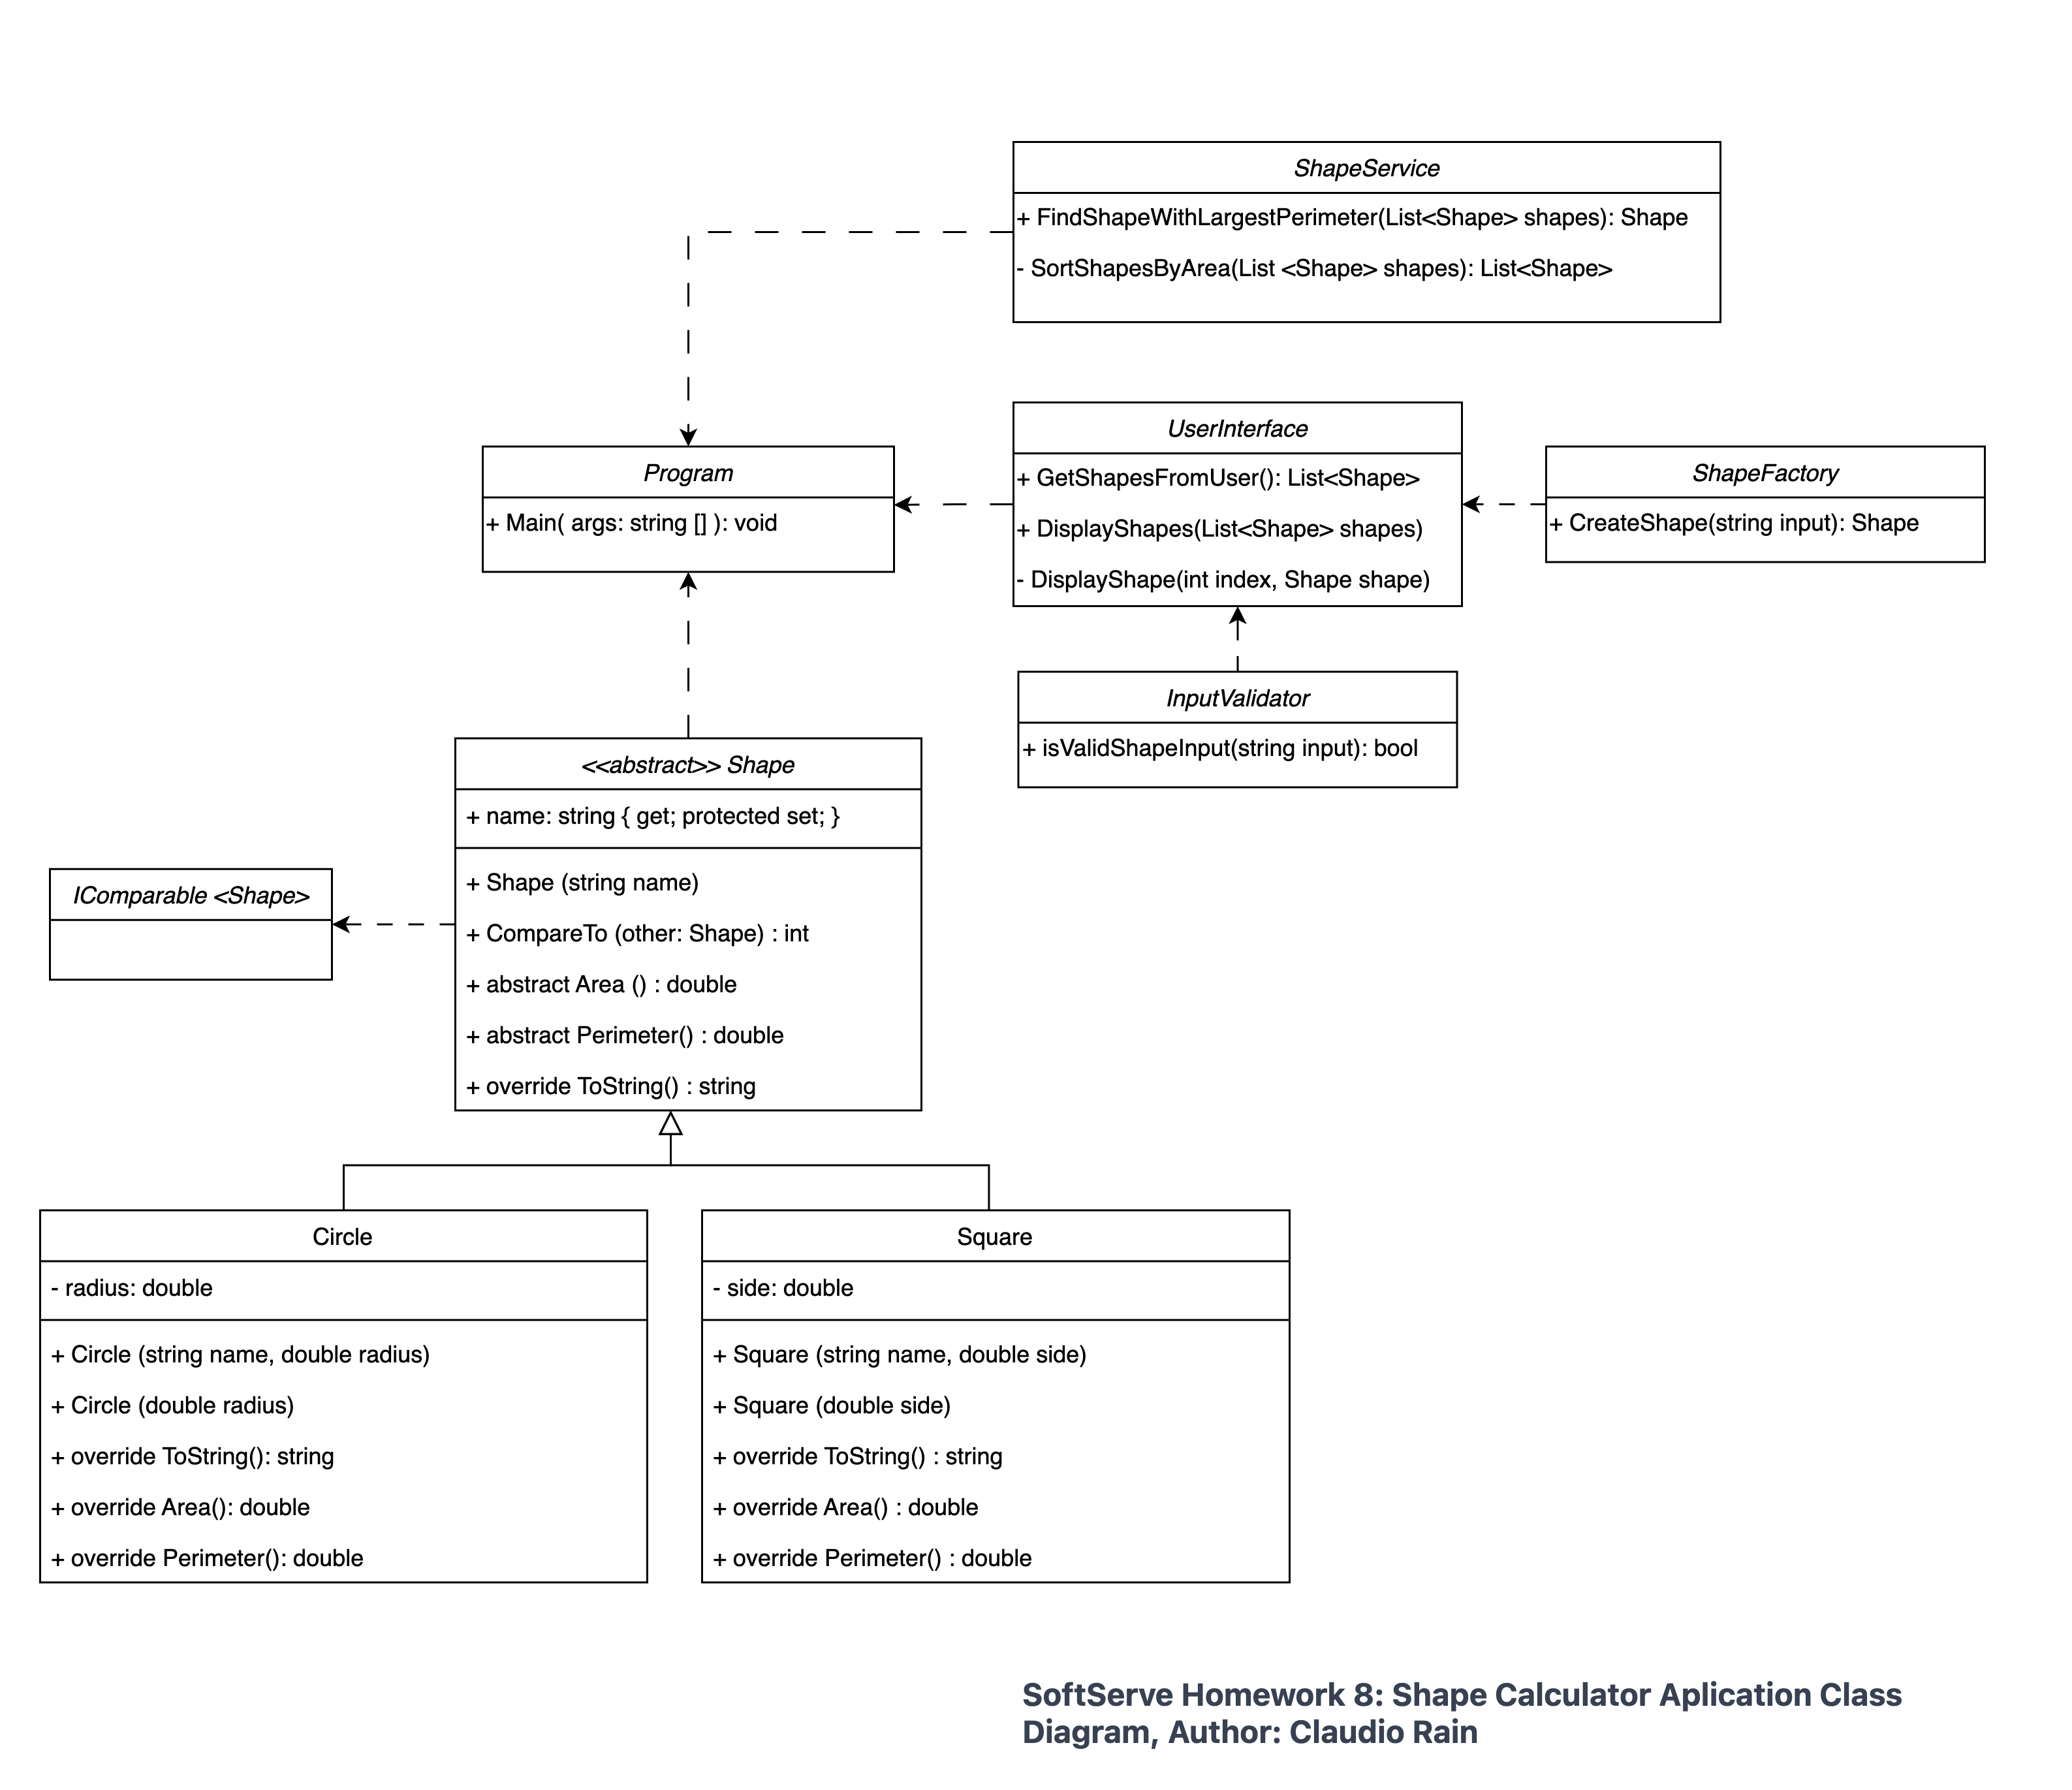 ShapeService
+ FindShapeWithLargestPerimeter(List<Shape> shapes): Shape
- SortShapesByArea(List <Shape> shapes): List<Shape>
UserInterface
+ GetShapesFromUser(): List<Shape>
+ DisplayShapes(List<Shape> shapes)
- DisplayShape(int index, Shape shape)
Program
+ Main( args: string [] ): void
ShapeFactory
+ CreateShape(string input): Shape
InputValidator
+ isValidShapeInput(string input): bool
<<abstract>> Shape
+ name: string { get; protected set; }
+ Shape (string name)
+ CompareTo (other: Shape) : int
+ abstract Area () : double
+ abstract Perimeter() : double
+ override ToString() : string
IComparable <Shape>
Circle
- radius: double
+ Circle (string name, double radius)
+ Circle (double radius)
+ override ToString(): string
+ override Area(): double
+ override Perimeter(): double
Square
- side: double
+ Square (string name, double side)
+ Square (double side)
+ override ToString() : string
+ override Area() : double
+ override Perimeter() : double
SoftServe Homework 8: Shape Calculator Aplication Class
Diagram, Author: Claudio Rain